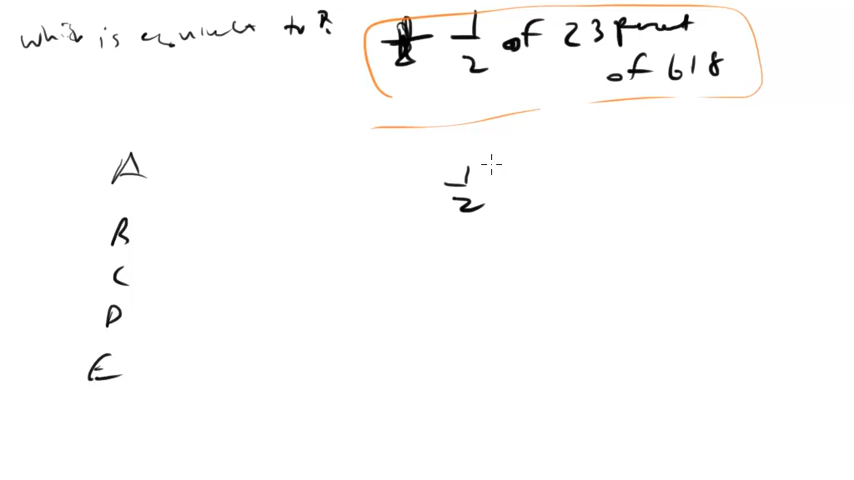 which is equivalent to R.
1/2 of 23 percent
of 618
A
1/2
B
C
D
E